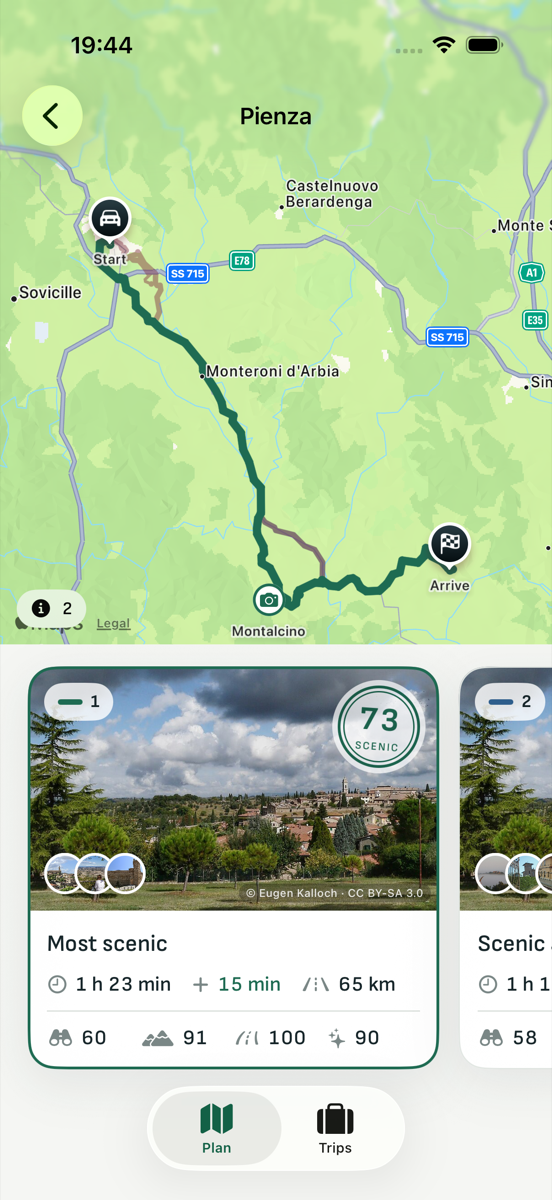 19:44
Pienza
Castelnuovo
Berardenga
Monte S
Start
E78
SS 715
A1
Sovicille
E35
SS 715
Monteroni d'Arbia
Sin
Arrive
2
Legal
Montalcino
1
73
SCENIC
2
© Eugen Kalloch · CC BY-SA 3.0
Most scenic
Scenic
1 h 23 min
15 min
65 km
1 h 1
60
91
100
90
58
Plan
Trips